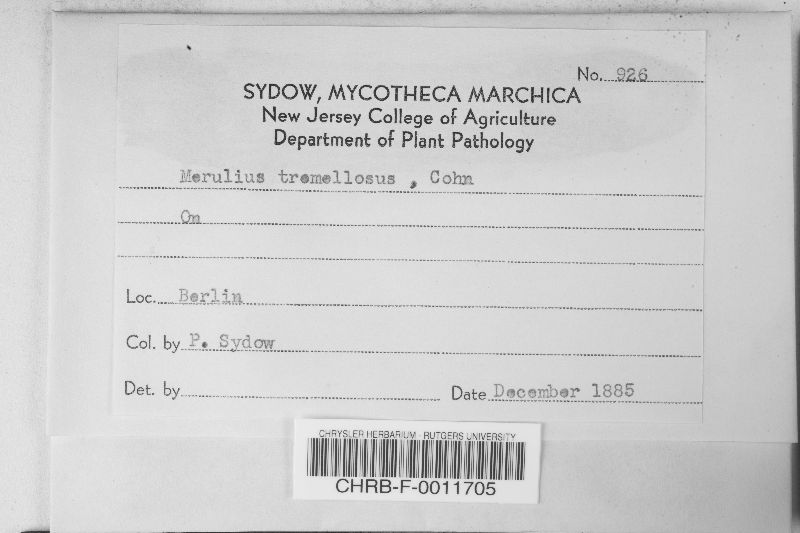 No. 926
SYDOW, MYCOTHECA MARCHICA
New Jersey College of Agriculture
Department of Plant Pathology
Merulius tremellosus , Cohn
On
Loc. Berlin
Col. by P. Sydow
Det. by
Date December 1885
CHRYSLER HERBARIUM - RUTGERS UNIVERSITY
CHRB-F-0011705